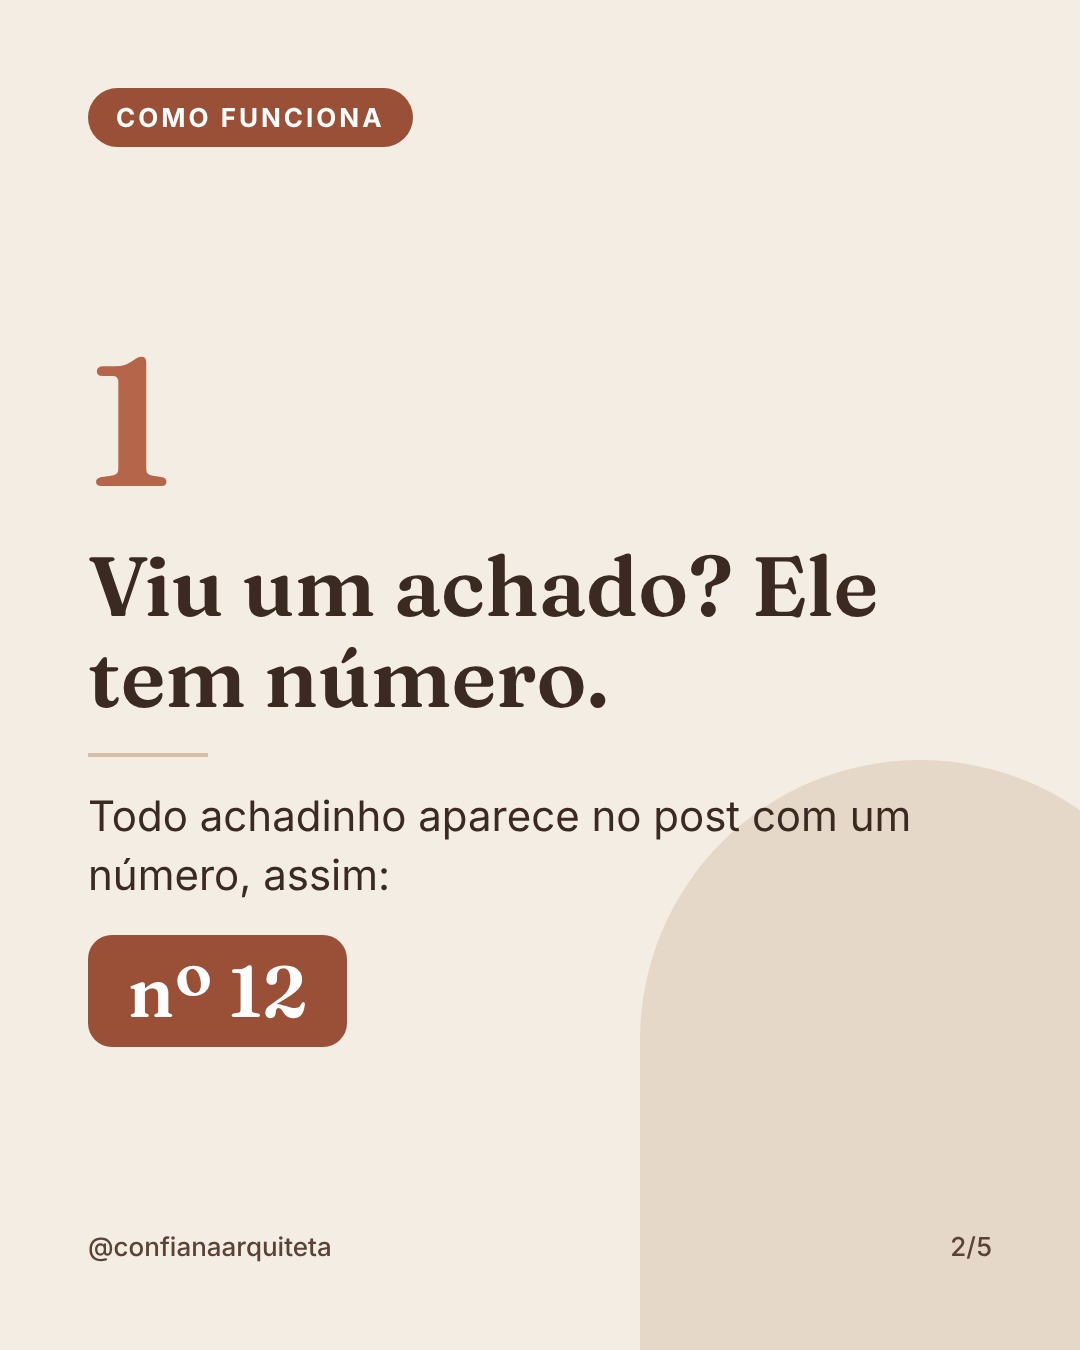 COMO FUNCIONA
1
Viu um achado? Ele
tem número.
Todo achadinho aparece no post com um
número, assim:
nº 12
@confianaarquiteta
2/5